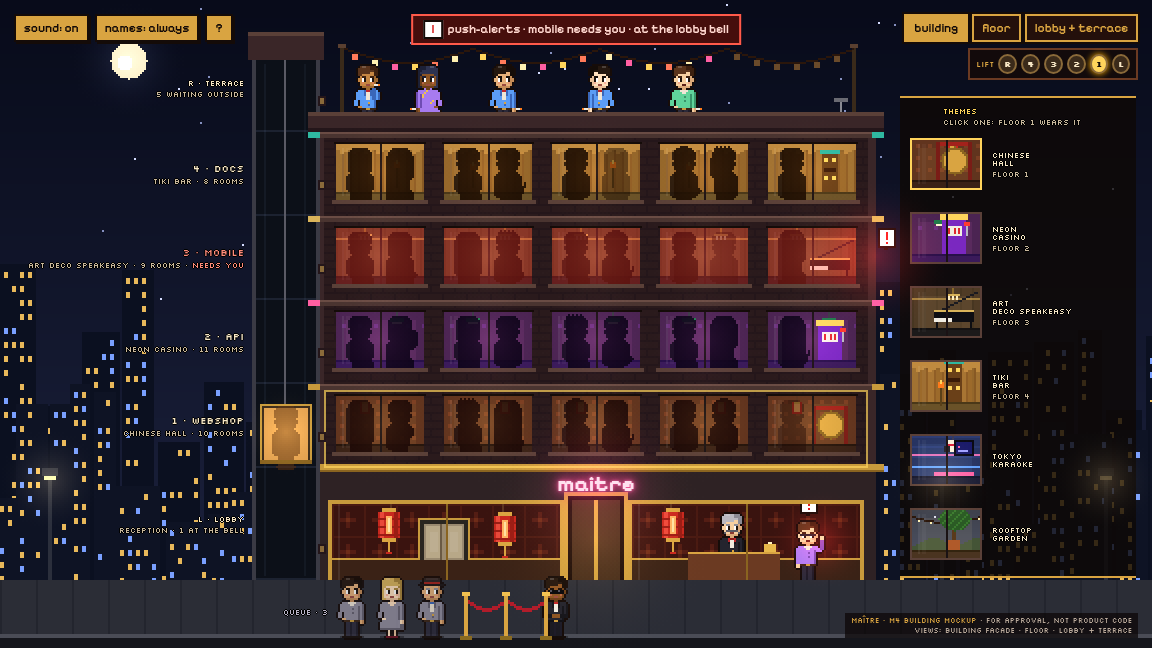 sound: on
names: always
?
! push-alerts · mobile needs you · at the lobby bell
building
floor
lobby + terrace
LIFT R 4 3 2 1 L
R · TERRACE
5 WAITING OUTSIDE
4 · DOCS
TIKI BAR · 8 ROOMS
3 · MOBILE
ART DECO SPEAKEASY · 9 ROOMS · NEEDS YOU
!
2 · API
NEON CASINO · 11 ROOMS
1 · WEBSHOP
CHINESE HALL · 10 ROOMS
maitre
L · LOBBY
RECEPTION · 1 AT THE BELL
!
QUEUE · 3
THEMES
CLICK ONE: FLOOR 1 WEARS IT
CHINESE
HALL
FLOOR 1
NEON
CASINO
FLOOR 2
ART
DECO SPEAKEASY
FLOOR 3
TIKI
BAR
FLOOR 4
TOKYO
KARAOKE
ROOFTOP
GARDEN
MAÎTRE · M4 BUILDING MOCKUP · FOR APPROVAL, NOT PRODUCT CODE
VIEWS: BUILDING FACADE · FLOOR · LOBBY + TERRACE